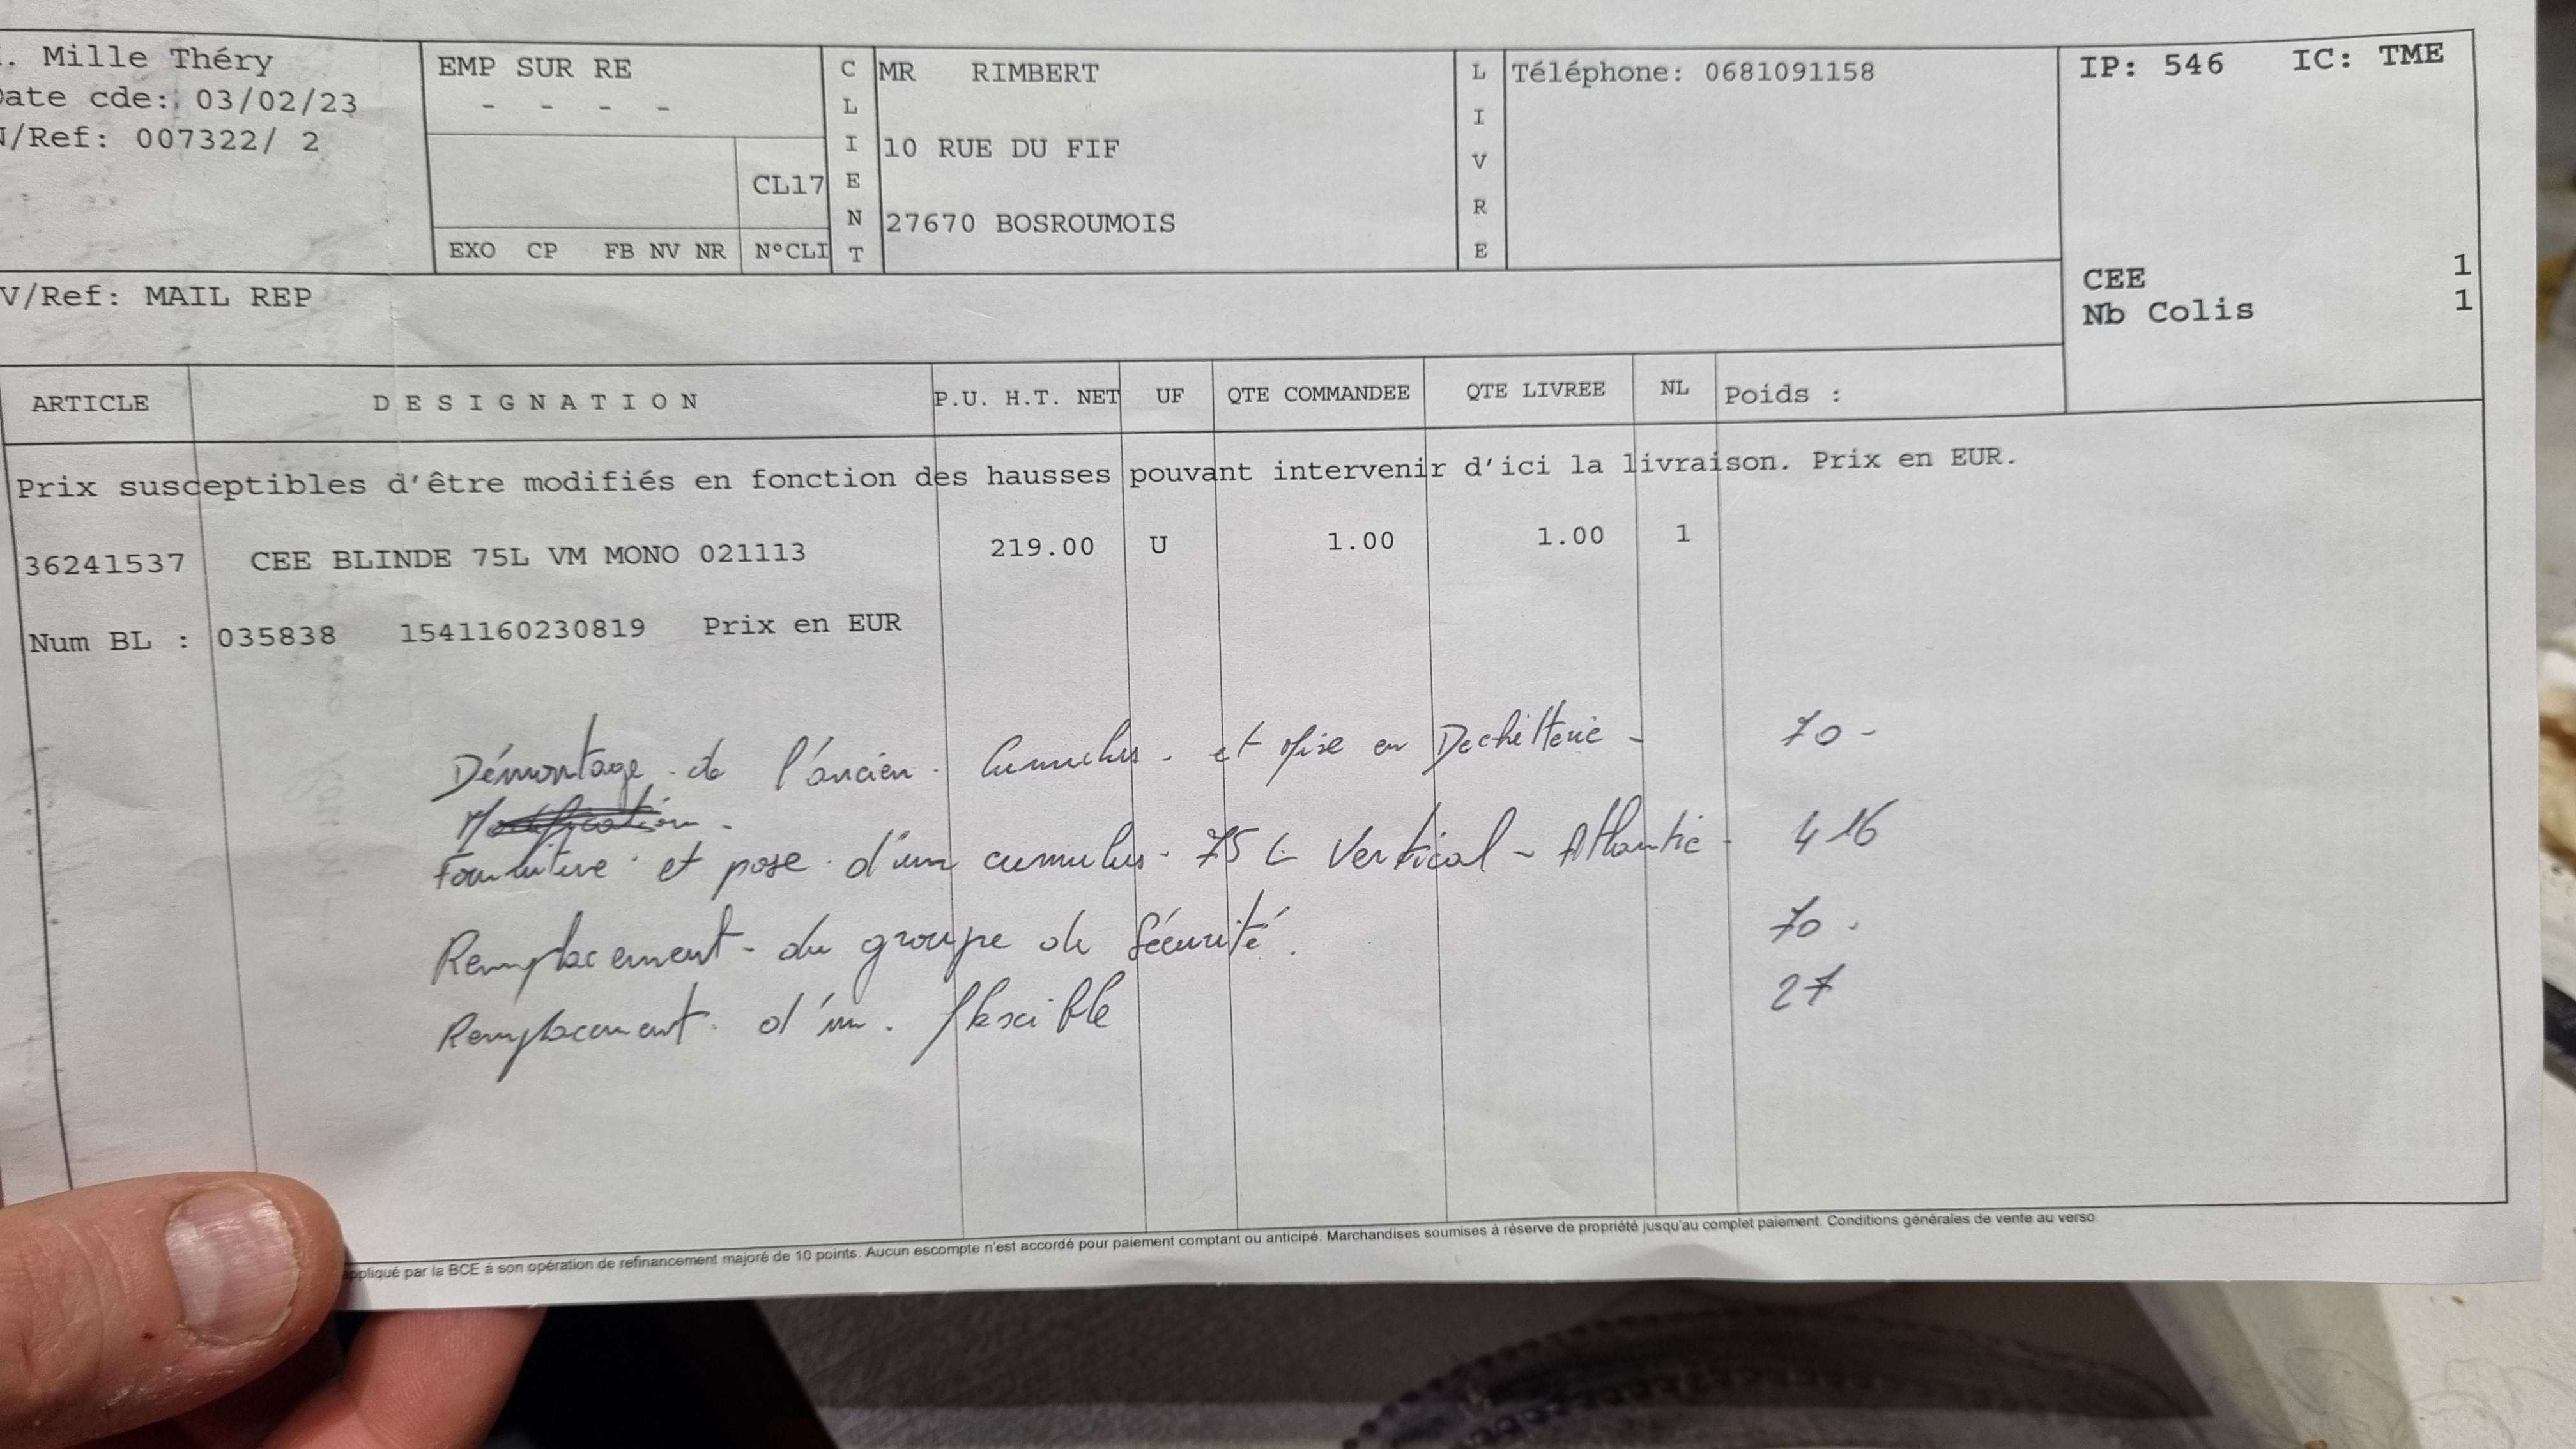 . Mille Théry
Date cde: 03/02/23
N/Ref: 007322/ 2
EMP SUR RE
- - - -
CL17
EXO CP FB NV NR N°CLI
CLIENT
MR RIMBERT
10 RUE DU FIF
27670 BOSROUMOIS
LIVRE
Téléphone: 0681091158
IP: 546 IC: TME
CEE 1
Nb Colis 1
V/Ref: MAIL REP
ARTICLE DESIGNATION P.U. H.T. NET UF QTE COMMANDEE QTE LIVREE NL Poids :
Prix susceptibles d'être modifiés en fonction des hausses pouvant intervenir d'ici la livraison. Prix en EUR.
36241537 CEE BLINDE 75L VM MONO 021113 219.00 U 1.00 1.00 1
Num BL : 035838 1541160230819 Prix en EUR
Démontage de l'ancien Cumulus. et mise en Dechetterie - 70 -
Modification.
Fourniture et pose d'un cumulus. 75 L Vertical - Atlantic 416
Remplacement du groupe de Sécurité. 70.
Remplacement d'un flexcible 27
appliqué par la BCE à son opération de refinancement majoré de 10 points. Aucun escompte n'est accordé pour paiement comptant ou anticipé. Marchandises soumises à réserve de propriété jusqu'au complet paiement. Conditions générales de vente au verso.